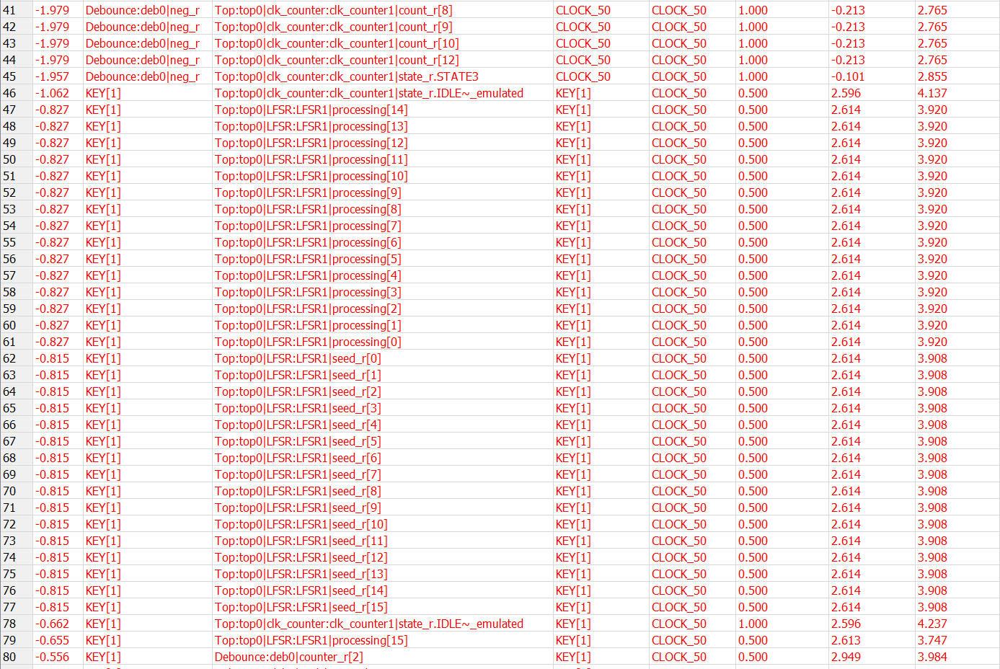 41 -1.979 Debounce:deb0|neg_r Top:top0|clk_counter:clk_counter1|count_r[8] CLOCK_50 CLOCK_50 1.000 -0.213 2.765
42 -1.979 Debounce:deb0|neg_r Top:top0|clk_counter:clk_counter1|count_r[9] CLOCK_50 CLOCK_50 1.000 -0.213 2.765
43 -1.979 Debounce:deb0|neg_r Top:top0|clk_counter:clk_counter1|count_r[10] CLOCK_50 CLOCK_50 1.000 -0.213 2.765
44 -1.979 Debounce:deb0|neg_r Top:top0|clk_counter:clk_counter1|count_r[12] CLOCK_50 CLOCK_50 1.000 -0.213 2.765
45 -1.957 Debounce:deb0|neg_r Top:top0|clk_counter:clk_counter1|state_r.STATE3 CLOCK_50 CLOCK_50 1.000 -0.101 2.855
46 -1.062 KEY[1] Top:top0|clk_counter:clk_counter1|state_r.IDLE~_emulated KEY[1] CLOCK_50 0.500 2.596 4.137
47 -0.827 KEY[1] Top:top0|LFSR:LFSR1|processing[14] KEY[1] CLOCK_50 0.500 2.614 3.920
48 -0.827 KEY[1] Top:top0|LFSR:LFSR1|processing[13] KEY[1] CLOCK_50 0.500 2.614 3.920
49 -0.827 KEY[1] Top:top0|LFSR:LFSR1|processing[12] KEY[1] CLOCK_50 0.500 2.614 3.920
50 -0.827 KEY[1] Top:top0|LFSR:LFSR1|processing[11] KEY[1] CLOCK_50 0.500 2.614 3.920
51 -0.827 KEY[1] Top:top0|LFSR:LFSR1|processing[10] KEY[1] CLOCK_50 0.500 2.614 3.920
52 -0.827 KEY[1] Top:top0|LFSR:LFSR1|processing[9] KEY[1] CLOCK_50 0.500 2.614 3.920
53 -0.827 KEY[1] Top:top0|LFSR:LFSR1|processing[8] KEY[1] CLOCK_50 0.500 2.614 3.920
54 -0.827 KEY[1] Top:top0|LFSR:LFSR1|processing[7] KEY[1] CLOCK_50 0.500 2.614 3.920
55 -0.827 KEY[1] Top:top0|LFSR:LFSR1|processing[6] KEY[1] CLOCK_50 0.500 2.614 3.920
56 -0.827 KEY[1] Top:top0|LFSR:LFSR1|processing[5] KEY[1] CLOCK_50 0.500 2.614 3.920
57 -0.827 KEY[1] Top:top0|LFSR:LFSR1|processing[4] KEY[1] CLOCK_50 0.500 2.614 3.920
58 -0.827 KEY[1] Top:top0|LFSR:LFSR1|processing[3] KEY[1] CLOCK_50 0.500 2.614 3.920
59 -0.827 KEY[1] Top:top0|LFSR:LFSR1|processing[2] KEY[1] CLOCK_50 0.500 2.614 3.920
60 -0.827 KEY[1] Top:top0|LFSR:LFSR1|processing[1] KEY[1] CLOCK_50 0.500 2.614 3.920
61 -0.827 KEY[1] Top:top0|LFSR:LFSR1|processing[0] KEY[1] CLOCK_50 0.500 2.614 3.920
62 -0.815 KEY[1] Top:top0|LFSR:LFSR1|seed_r[0] KEY[1] CLOCK_50 0.500 2.614 3.908
63 -0.815 KEY[1] Top:top0|LFSR:LFSR1|seed_r[1] KEY[1] CLOCK_50 0.500 2.614 3.908
64 -0.815 KEY[1] Top:top0|LFSR:LFSR1|seed_r[2] KEY[1] CLOCK_50 0.500 2.614 3.908
65 -0.815 KEY[1] Top:top0|LFSR:LFSR1|seed_r[3] KEY[1] CLOCK_50 0.500 2.614 3.908
66 -0.815 KEY[1] Top:top0|LFSR:LFSR1|seed_r[4] KEY[1] CLOCK_50 0.500 2.614 3.908
67 -0.815 KEY[1] Top:top0|LFSR:LFSR1|seed_r[5] KEY[1] CLOCK_50 0.500 2.614 3.908
68 -0.815 KEY[1] Top:top0|LFSR:LFSR1|seed_r[6] KEY[1] CLOCK_50 0.500 2.614 3.908
69 -0.815 KEY[1] Top:top0|LFSR:LFSR1|seed_r[7] KEY[1] CLOCK_50 0.500 2.614 3.908
70 -0.815 KEY[1] Top:top0|LFSR:LFSR1|seed_r[8] KEY[1] CLOCK_50 0.500 2.614 3.908
71 -0.815 KEY[1] Top:top0|LFSR:LFSR1|seed_r[9] KEY[1] CLOCK_50 0.500 2.614 3.908
72 -0.815 KEY[1] Top:top0|LFSR:LFSR1|seed_r[10] KEY[1] CLOCK_50 0.500 2.614 3.908
73 -0.815 KEY[1] Top:top0|LFSR:LFSR1|seed_r[11] KEY[1] CLOCK_50 0.500 2.614 3.908
74 -0.815 KEY[1] Top:top0|LFSR:LFSR1|seed_r[12] KEY[1] CLOCK_50 0.500 2.614 3.908
75 -0.815 KEY[1] Top:top0|LFSR:LFSR1|seed_r[13] KEY[1] CLOCK_50 0.500 2.614 3.908
76 -0.815 KEY[1] Top:top0|LFSR:LFSR1|seed_r[14] KEY[1] CLOCK_50 0.500 2.614 3.908
77 -0.815 KEY[1] Top:top0|LFSR:LFSR1|seed_r[15] KEY[1] CLOCK_50 0.500 2.614 3.908
78 -0.662 KEY[1] Top:top0|clk_counter:clk_counter1|state_r.IDLE~_emulated KEY[1] CLOCK_50 1.000 2.596 4.237
79 -0.655 KEY[1] Top:top0|LFSR:LFSR1|processing[15] KEY[1] CLOCK_50 0.500 2.613 3.747
80 -0.556 KEY[1] Debounce:deb0|counter_r[2] KEY[1] CLOCK_50 0.500 2.949 3.984